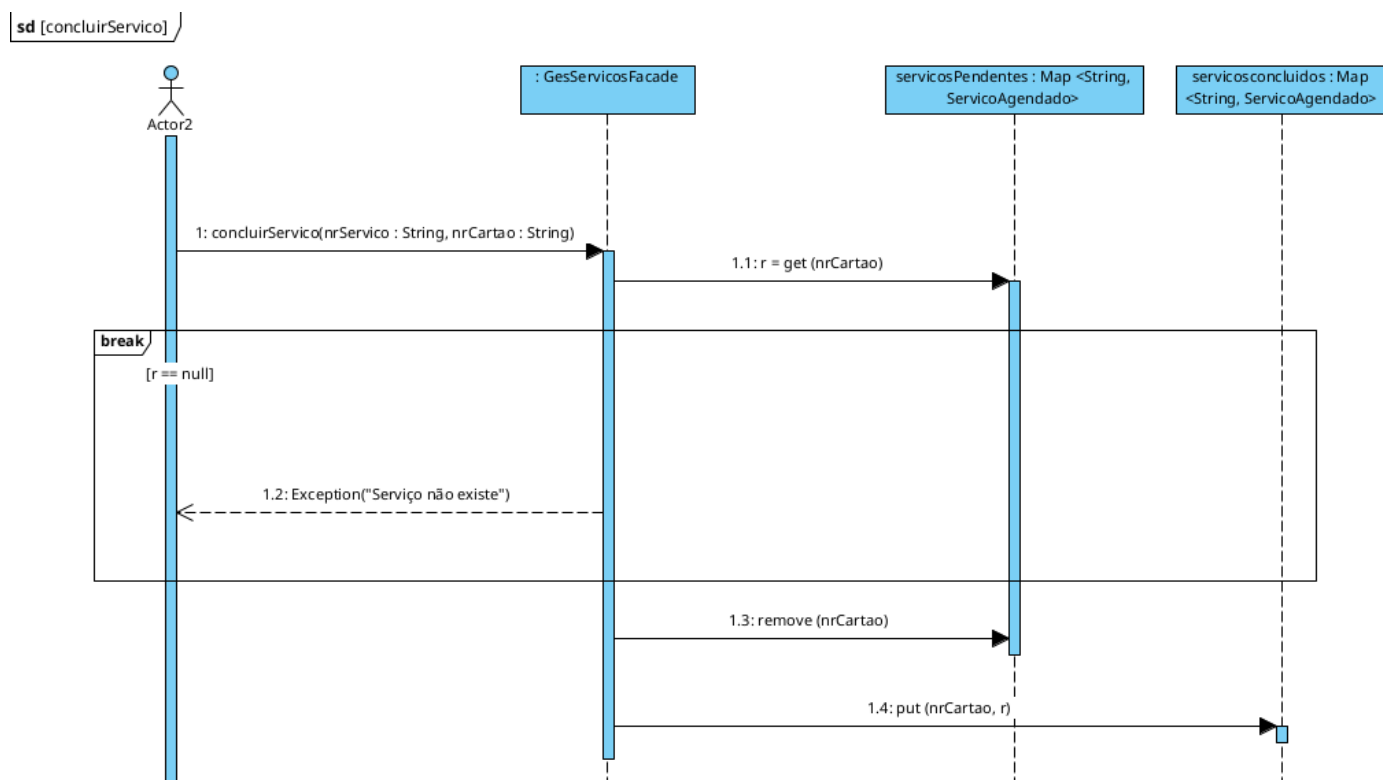 sd [concluirServico]
Actor2
: GesServicosFacade
servicosPendentes : Map <String,
ServicoAgendado>
servicosconcluidos : Map
<String, ServicoAgendado>
1: concluirServico(nrServico : String, nrCartao : String)
1.1: r = get (nrCartao)
break
[r == null]
1.2: Exception("Serviço não existe")
1.3: remove (nrCartao)
1.4: put (nrCartao, r)